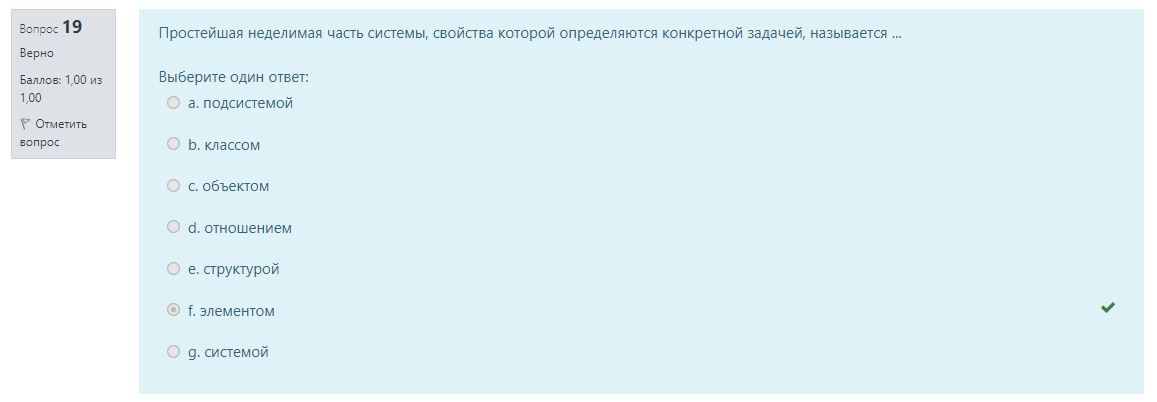 Вопрос 19
Верно
Баллов: 1,00 из
1,00
Отметить
вопрос
Простейшая неделимая часть системы, свойства которой определяются конкретной задачей, называется ...
Выберите один ответ:
a. подсистемой
b. классом
c. объектом
d. отношением
e. структурой
f. элементом
g. системой